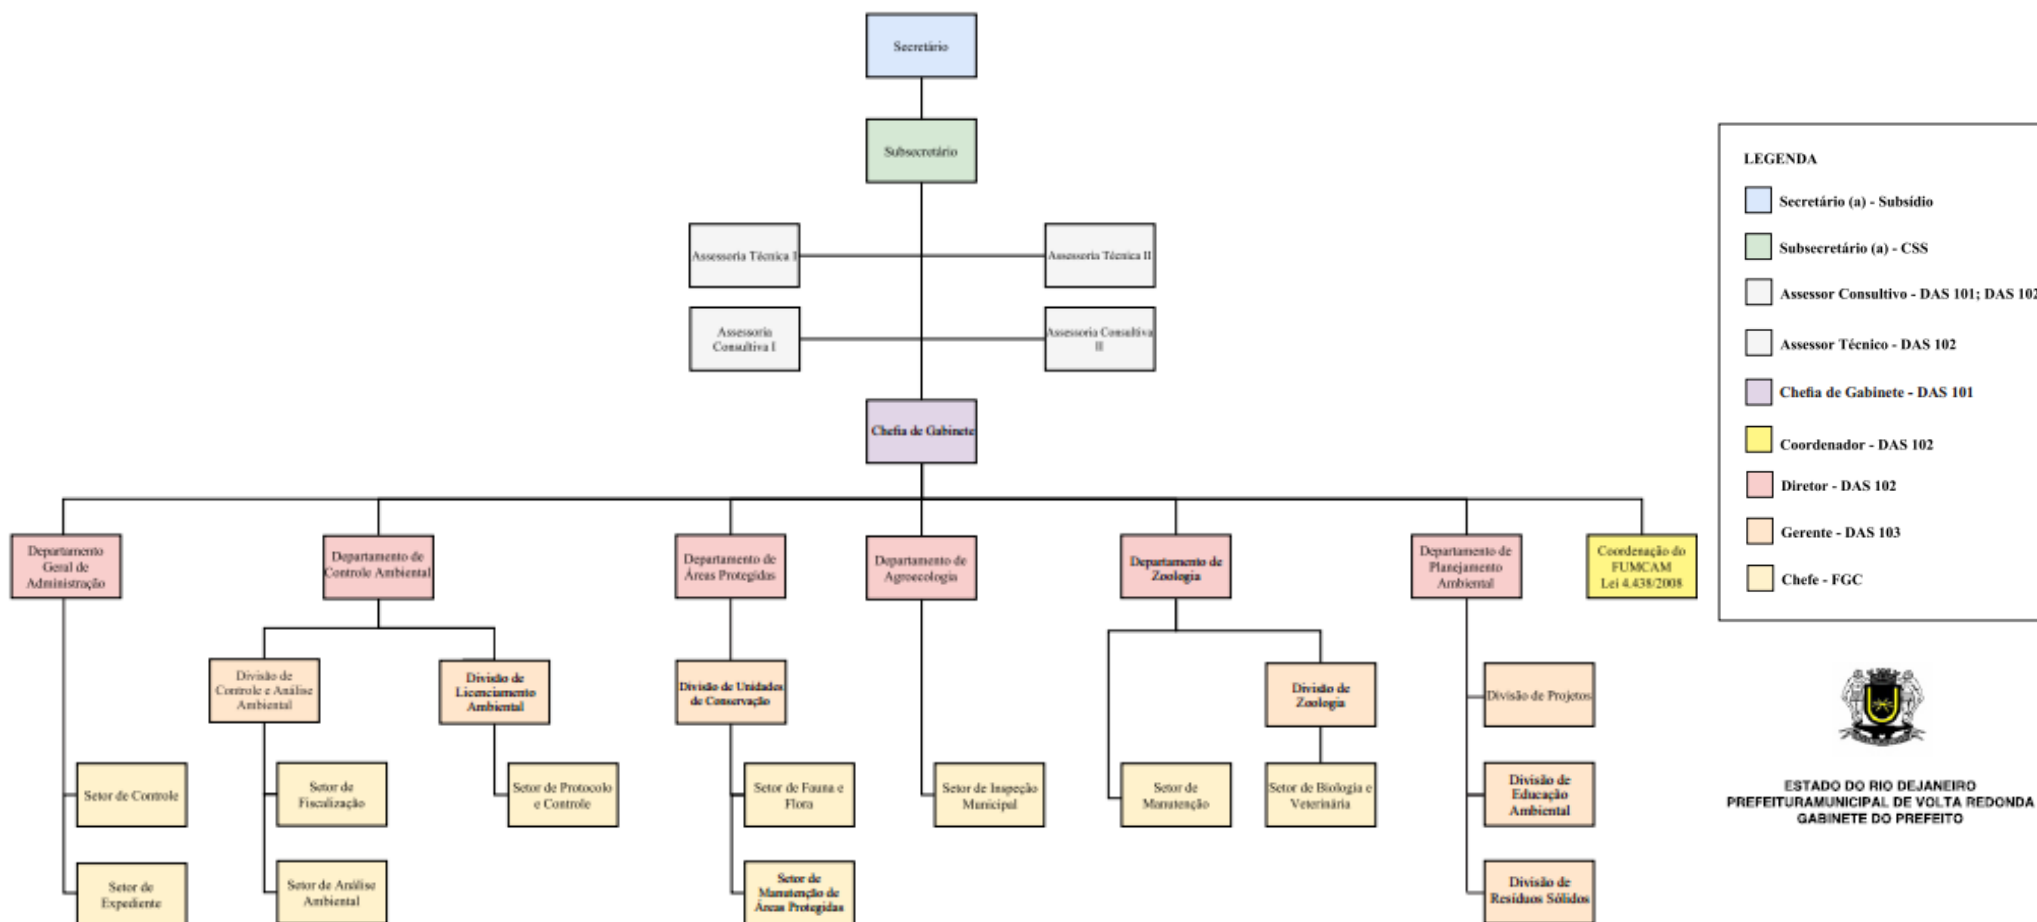 Secretário
Subsecretário
Assessoria Técnica I
Assessoria Técnica II
Assessoria
Consultiva I
Assessoria Consultiva
II
Chefia de Gabinete
Departamento
Geral de
Administração
Departamento de
Controle Ambiental
Departamento de
Áreas Protegidas
Departamento de
Agroecologia
Departamento de
Zoologia
Departamento de
Planejamento
Ambiental
Coordenação do
FUMCAM
Lei 4.438/2008
Divisão de
Controle e Análise
Ambiental
Divisão de
Licenciamento
Ambiental
Divisão de Unidades
de Conservação
Divisão de
Zoologia
Divisão de Projetos
Setor de Controle
Setor de
Fiscalização
Setor de Protocolo
e Controle
Setor de Fauna e
Flora
Setor de Inspeção
Municipal
Setor de
Manutenção
Setor de Biologia e
Veterinária
Divisão de
Educação
Ambiental
Setor de
Expediente
Setor de Análise
Ambiental
Setor de
Manutenção de
Áreas Protegidas
Divisão de
Resíduos Sólidos
LEGENDA
Secretário (a) - Subsídio
Subsecretário (a) - CSS
Assessor Consultivo - DAS 101; DAS 102
Assessor Técnico - DAS 102
Chefia de Gabinete - DAS 101
Coordenador - DAS 102
Diretor - DAS 102
Gerente - DAS 103
Chefe - FGC
ESTADO DO RIO DEJANEIRO
PREFEITURAMUNICIPAL DE VOLTA REDONDA
GABINETE DO PREFEITO